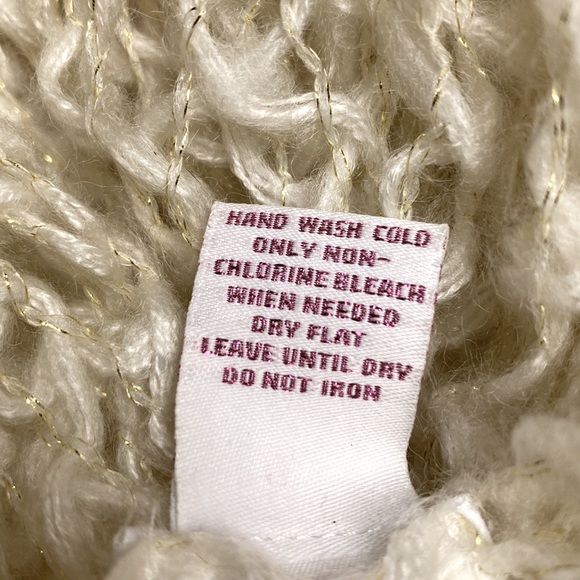 HAND WASH COLD
ONLY NON-
CHLORINE BLEACH
WHEN NEEDED
DRY FLAT
LEAVE UNTIL DRY
DO NOT IRON